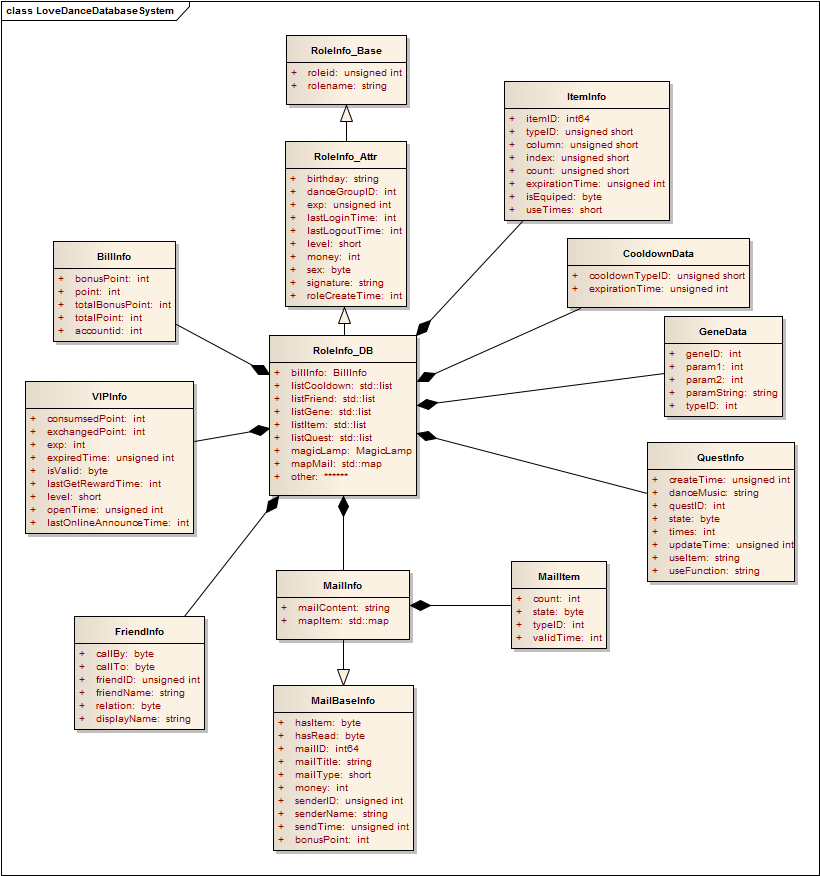 class LoveDanceDatabaseSystem
RoleInfo_Base
+ roleid: unsigned int
+ rolename: string
RoleInfo_Attr
+ birthday: string
+ danceGroupID: int
+ exp: unsigned int
+ lastLoginTime: int
+ lastLogoutTime: int
+ level: short
+ money: int
+ sex: byte
+ signature: string
+ roleCreateTime: int
ItemInfo
+ itemID: int64
+ typeID: unsigned short
+ column: unsigned short
+ index: unsigned short
+ count: unsigned short
+ expirationTime: unsigned int
+ isEquiped: byte
+ useTimes: short
BillInfo
+ bonusPoint: int
+ point: int
+ totalBonusPoint: int
+ totalPoint: int
+ accountid: int
CooldownData
+ cooldownTypeID: unsigned short
+ expirationTime: unsigned int
RoleInfo_DB
+ billInfo: BillInfo
+ listCooldown: std::list
+ listFriend: std::list
+ listGene: std::list
+ listItem: std::list
+ listQuest: std::list
+ magicLamp: MagicLamp
+ mapMail: std::map
+ other: ******
GeneData
+ geneID: int
+ param1: int
+ param2: int
+ paramString: string
+ typeID: int
VIPInfo
+ consumsedPoint: int
+ exchangedPoint: int
+ exp: int
+ expiredTime: unsigned int
+ isValid: byte
+ lastGetRewardTime: int
+ level: short
+ openTime: unsigned int
+ lastOnlineAnnounceTime: int
QuestInfo
+ createTime: unsigned int
+ danceMusic: string
+ questID: int
+ state: byte
+ times: int
+ updateTime: unsigned int
+ useItem: string
+ useFunction: string
MailInfo
+ mailContent: string
+ mapItem: std::map
MailItem
+ count: int
+ state: byte
+ typeID: int
+ validTime: int
FriendInfo
+ callBy: byte
+ callTo: byte
+ friendID: unsigned int
+ friendName: string
+ relation: byte
+ displayName: string
MailBaseInfo
+ hasItem: byte
+ hasRead: byte
+ mailID: int64
+ mailTitle: string
+ mailType: short
+ money: int
+ senderID: unsigned int
+ senderName: string
+ sendTime: unsigned int
+ bonusPoint: int